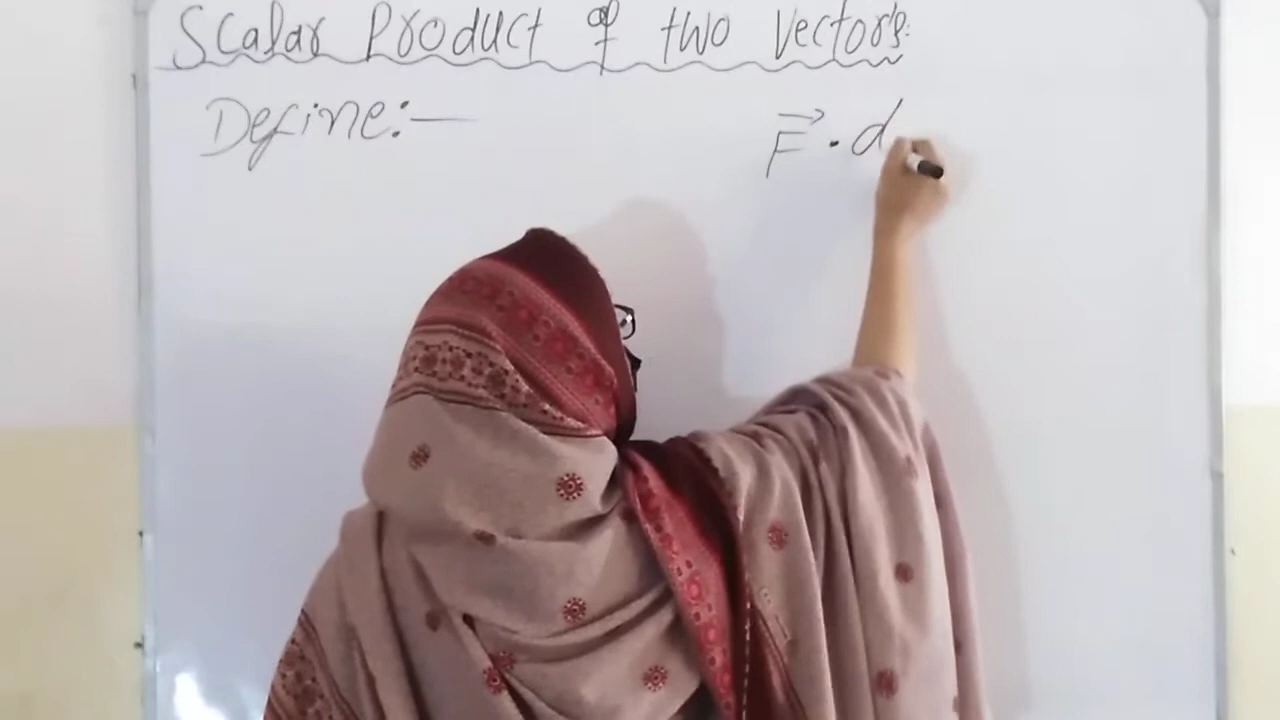 Scalar Product of two Vectors.
Define:—
F⃗ · d